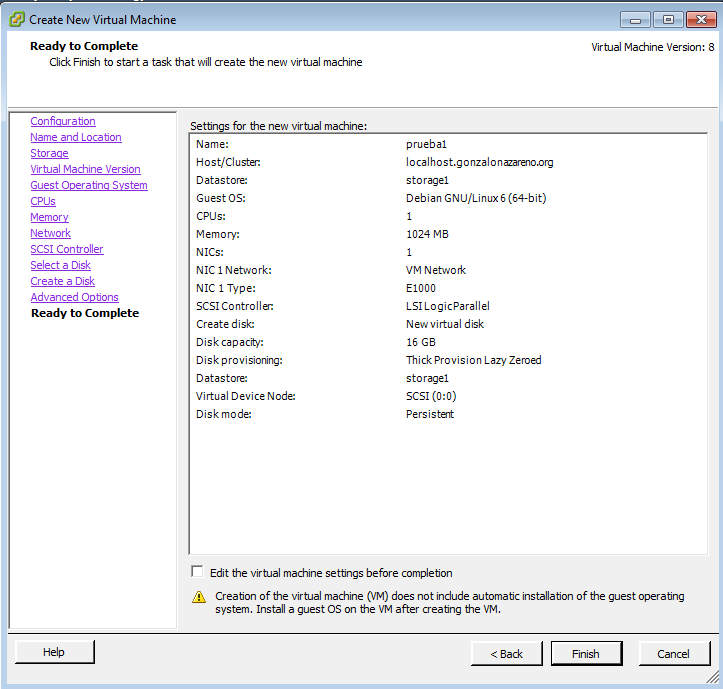 Create New Virtual Machine
Ready to Complete
Click Finish to start a task that will create the new virtual machine
Virtual Machine Version: 8
Configuration
Name and Location
Storage
Virtual Machine Version
Guest Operating System
CPUs
Memory
Network
SCSI Controller
Select a Disk
Create a Disk
Advanced Options
Ready to Complete
Settings for the new virtual machine:
Name: prueba1
Host/Cluster: localhost.gonzalonazareno.org
Datastore: storage1
Guest OS: Debian GNU/Linux 6 (64-bit)
CPUs: 1
Memory: 1024 MB
NICs: 1
NIC 1 Network: VM Network
NIC 1 Type: E1000
SCSI Controller: LSI Logic Parallel
Create disk: New virtual disk
Disk capacity: 16 GB
Disk provisioning: Thick Provision Lazy Zeroed
Datastore: storage1
Virtual Device Node: SCSI (0:0)
Disk mode: Persistent
Edit the virtual machine settings before completion
Creation of the virtual machine (VM) does not include automatic installation of the guest operating
system. Install a guest OS on the VM after creating the VM.
Help
< Back
Finish
Cancel